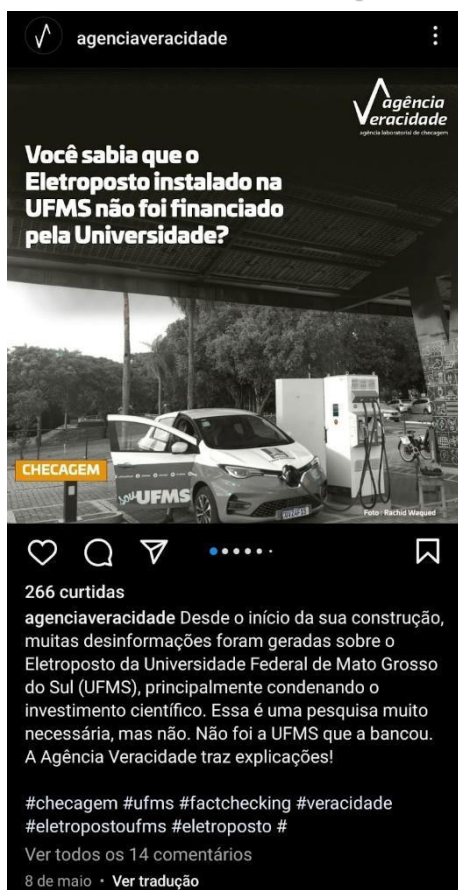 agenciaveracidade
agência
Veracidade
agência laboratorial de checagem
Você sabia que o
Eletroposto instalado na
UFMS não foi financiado
pela Universidade?
CHECAGEM
souUFMS
Foto: Rachid Waqued
266 curtidas
agenciaveracidade Desde o início da sua construção,
muitas desinformações foram geradas sobre o
Eletroposto da Universidade Federal de Mato Grosso
do Sul (UFMS), principalmente condenando o
investimento científico. Essa é uma pesquisa muito
necessária, mas não. Não foi a UFMS que a bancou.
A Agência Veracidade traz explicações!
#checagem #ufms #factchecking #veracidade
#eletropostoufms #eletroposto #
Ver todos os 14 comentários
8 de maio • Ver tradução